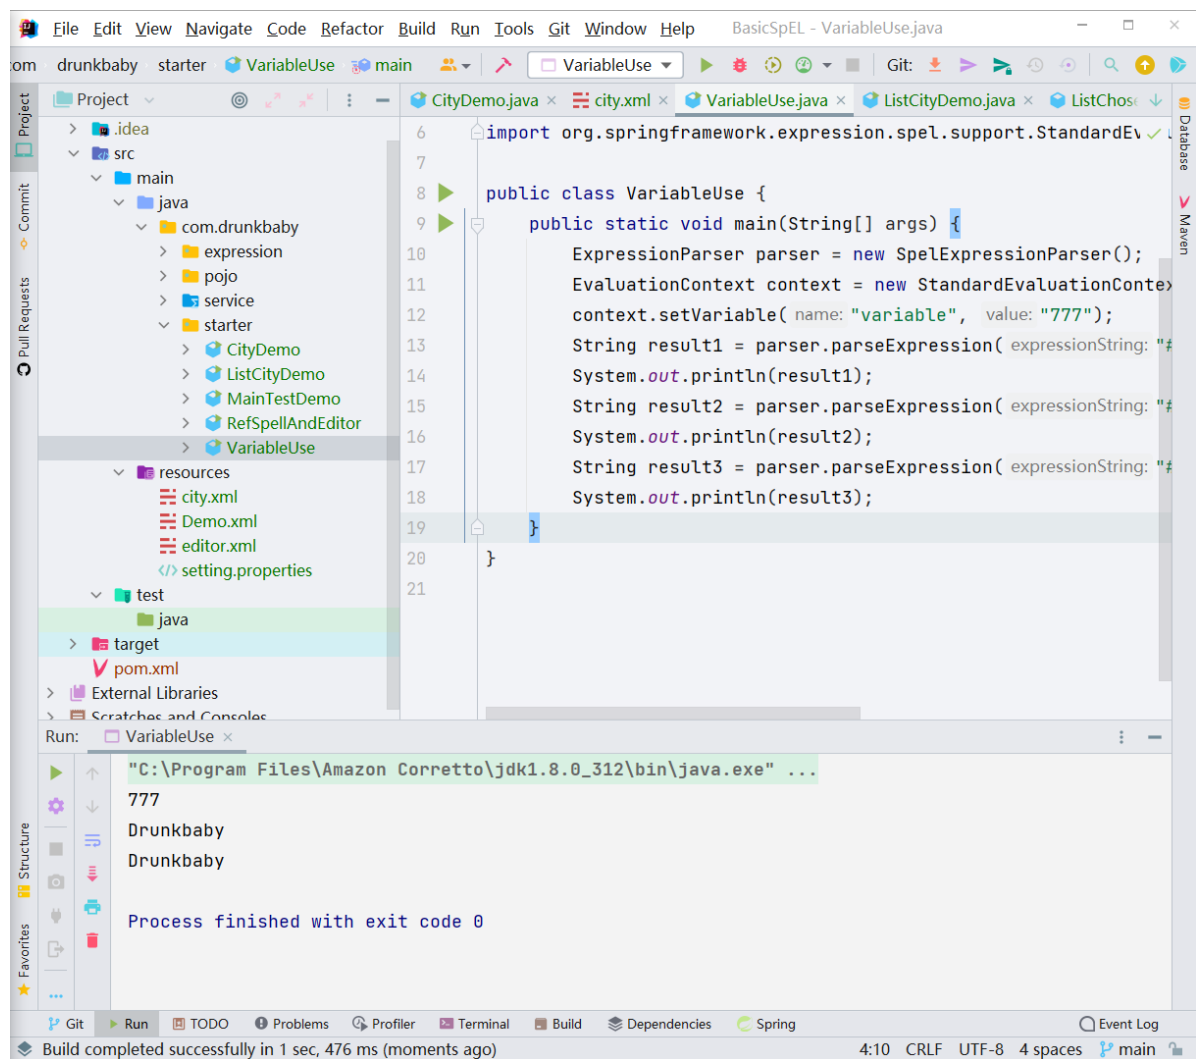 File Edit View Navigate Code Refactor Build Run Tools Git Window Help BasicSpEL - VariableUse.java
om drunkbaby starter VariableUse main VariableUse Git:
Project
CityDemo.java city.xml VariableUse.java ListCityDemo.java ListChos
Project
Commit
Pull Requests
Structure
Favorites
.idea
src
main
java
com.drunkbaby
expression
pojo
service
starter
CityDemo
ListCityDemo
MainTestDemo
RefSpellAndEditor
VariableUse
resources
city.xml
Demo.xml
editor.xml
setting.properties
test
java
target
pom.xml
External Libraries
Scratches and Consoles
6 import org.springframework.expression.spel.support.StandardEv
7
8 public class VariableUse {
9 public static void main(String[] args) {
10 ExpressionParser parser = new SpelExpressionParser();
11 EvaluationContext context = new StandardEvaluationContex
12 context.setVariable( name: "variable", value: "777");
13 String result1 = parser.parseExpression( expressionString: "#
14 System.out.println(result1);
15 String result2 = parser.parseExpression( expressionString: "#
16 System.out.println(result2);
17 String result3 = parser.parseExpression( expressionString: "#
18 System.out.println(result3);
19 }
20 }
21
Database
Maven
Run: VariableUse
"C:\Program Files\Amazon Corretto\jdk1.8.0_312\bin\java.exe" ...
777
Drunkbaby
Drunkbaby
Process finished with exit code 0
Git Run TODO Problems Profiler Terminal Build Dependencies Spring Event Log
Build completed successfully in 1 sec, 476 ms (moments ago) 4:10 CRLF UTF-8 4 spaces main